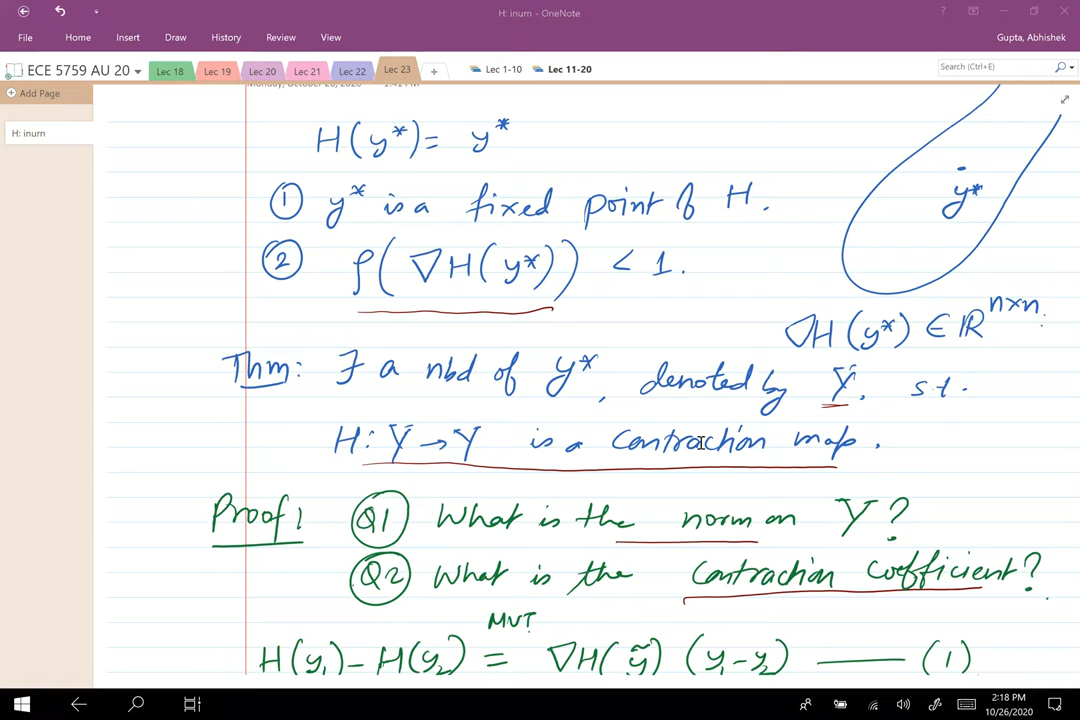 H: inurn - OneNote
Gupta, Abhishek
File Home Insert Draw History Review View
ECE 5759 AU 20 Lec 18 Lec 19 Lec 20 Lec 21 Lec 22 Lec 23 Lec 1-10 Lec 11-20
Search (Ctrl+E)
Add Page
H: inurn
H(y*) = y*
① y* is a fixed point of H.
② ρ(∇H(y*)) < 1.
y*
∇H(y*) ∈ ℝ^{n×n}.
Thm: ∃ a nbd of y*, denoted by Y, s.t.
H: Y → Y is a contraction map.
Proof: Q1 What is the norm on Y?
Q2 What is the contraction coefficient?
MVT
H(y₁) – H(y₂) = ∇H(ỹ) (y₁–y₂) —— (1)
2:18 PM
10/26/2020